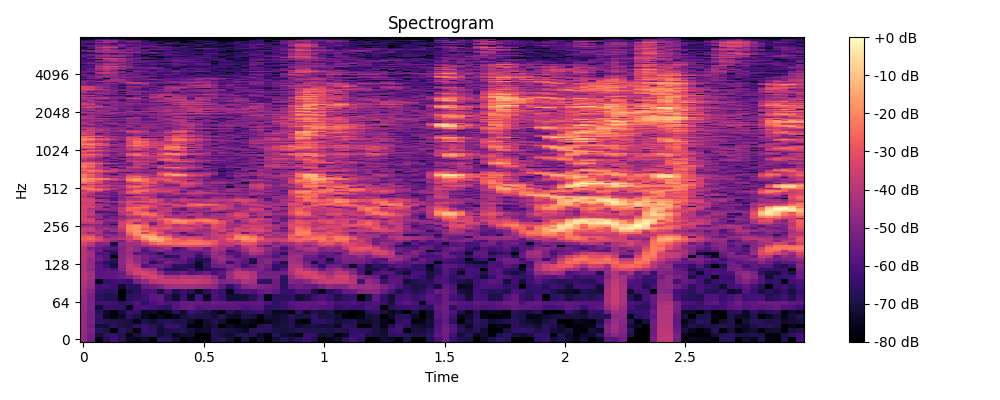 Spectrogram
Hz
4096
2048
1024
512
256
128
64
0
0
0.5
1
1.5
2
2.5
Time
+0 dB
-10 dB
-20 dB
-30 dB
-40 dB
-50 dB
-60 dB
-70 dB
-80 dB